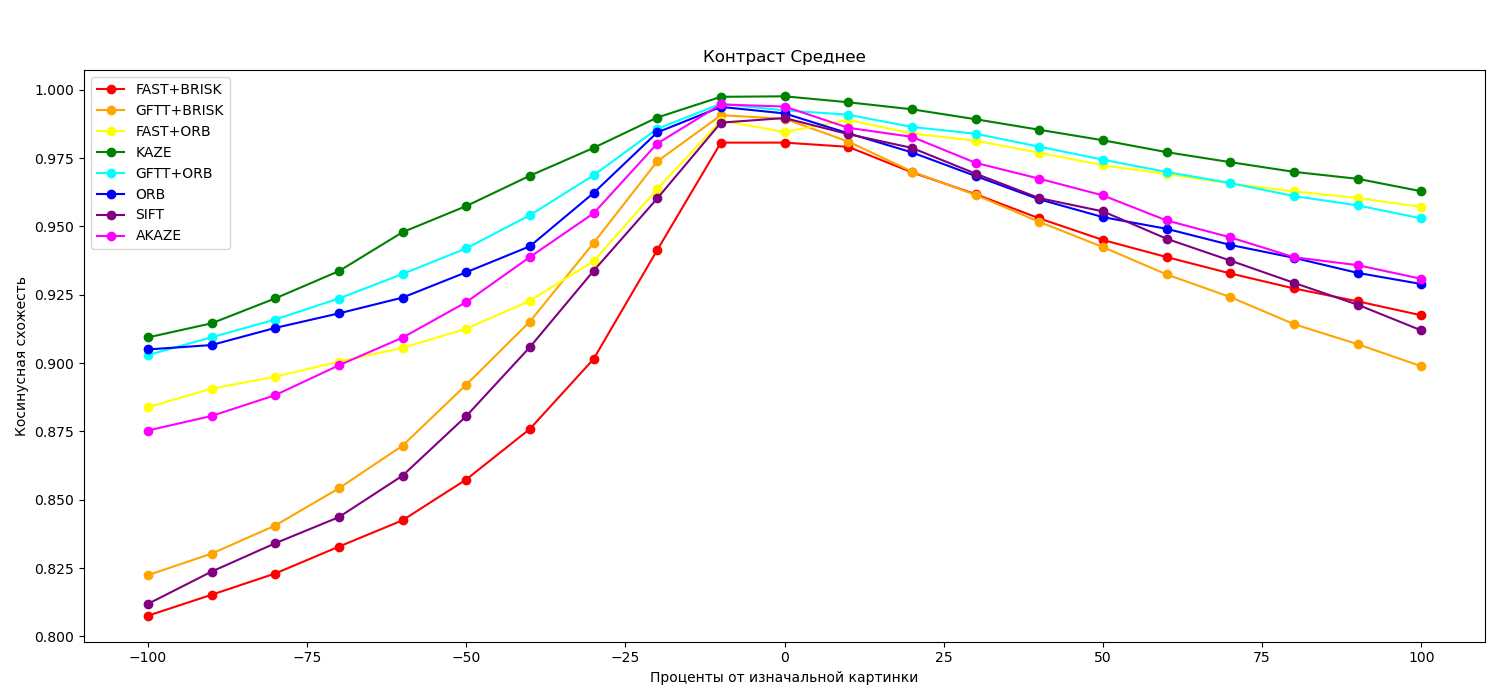 Контраст Среднее
FAST+BRISK
GFTT+BRISK
FAST+ORB
KAZE
GFTT+ORB
ORB
SIFT
AKAZE
Косинусная схожесть
1.000
0.975
0.950
0.925
0.900
0.875
0.850
0.825
0.800
−100 −75 −50 −25 0 25 50 75 100
Проценты от изначальной картинки